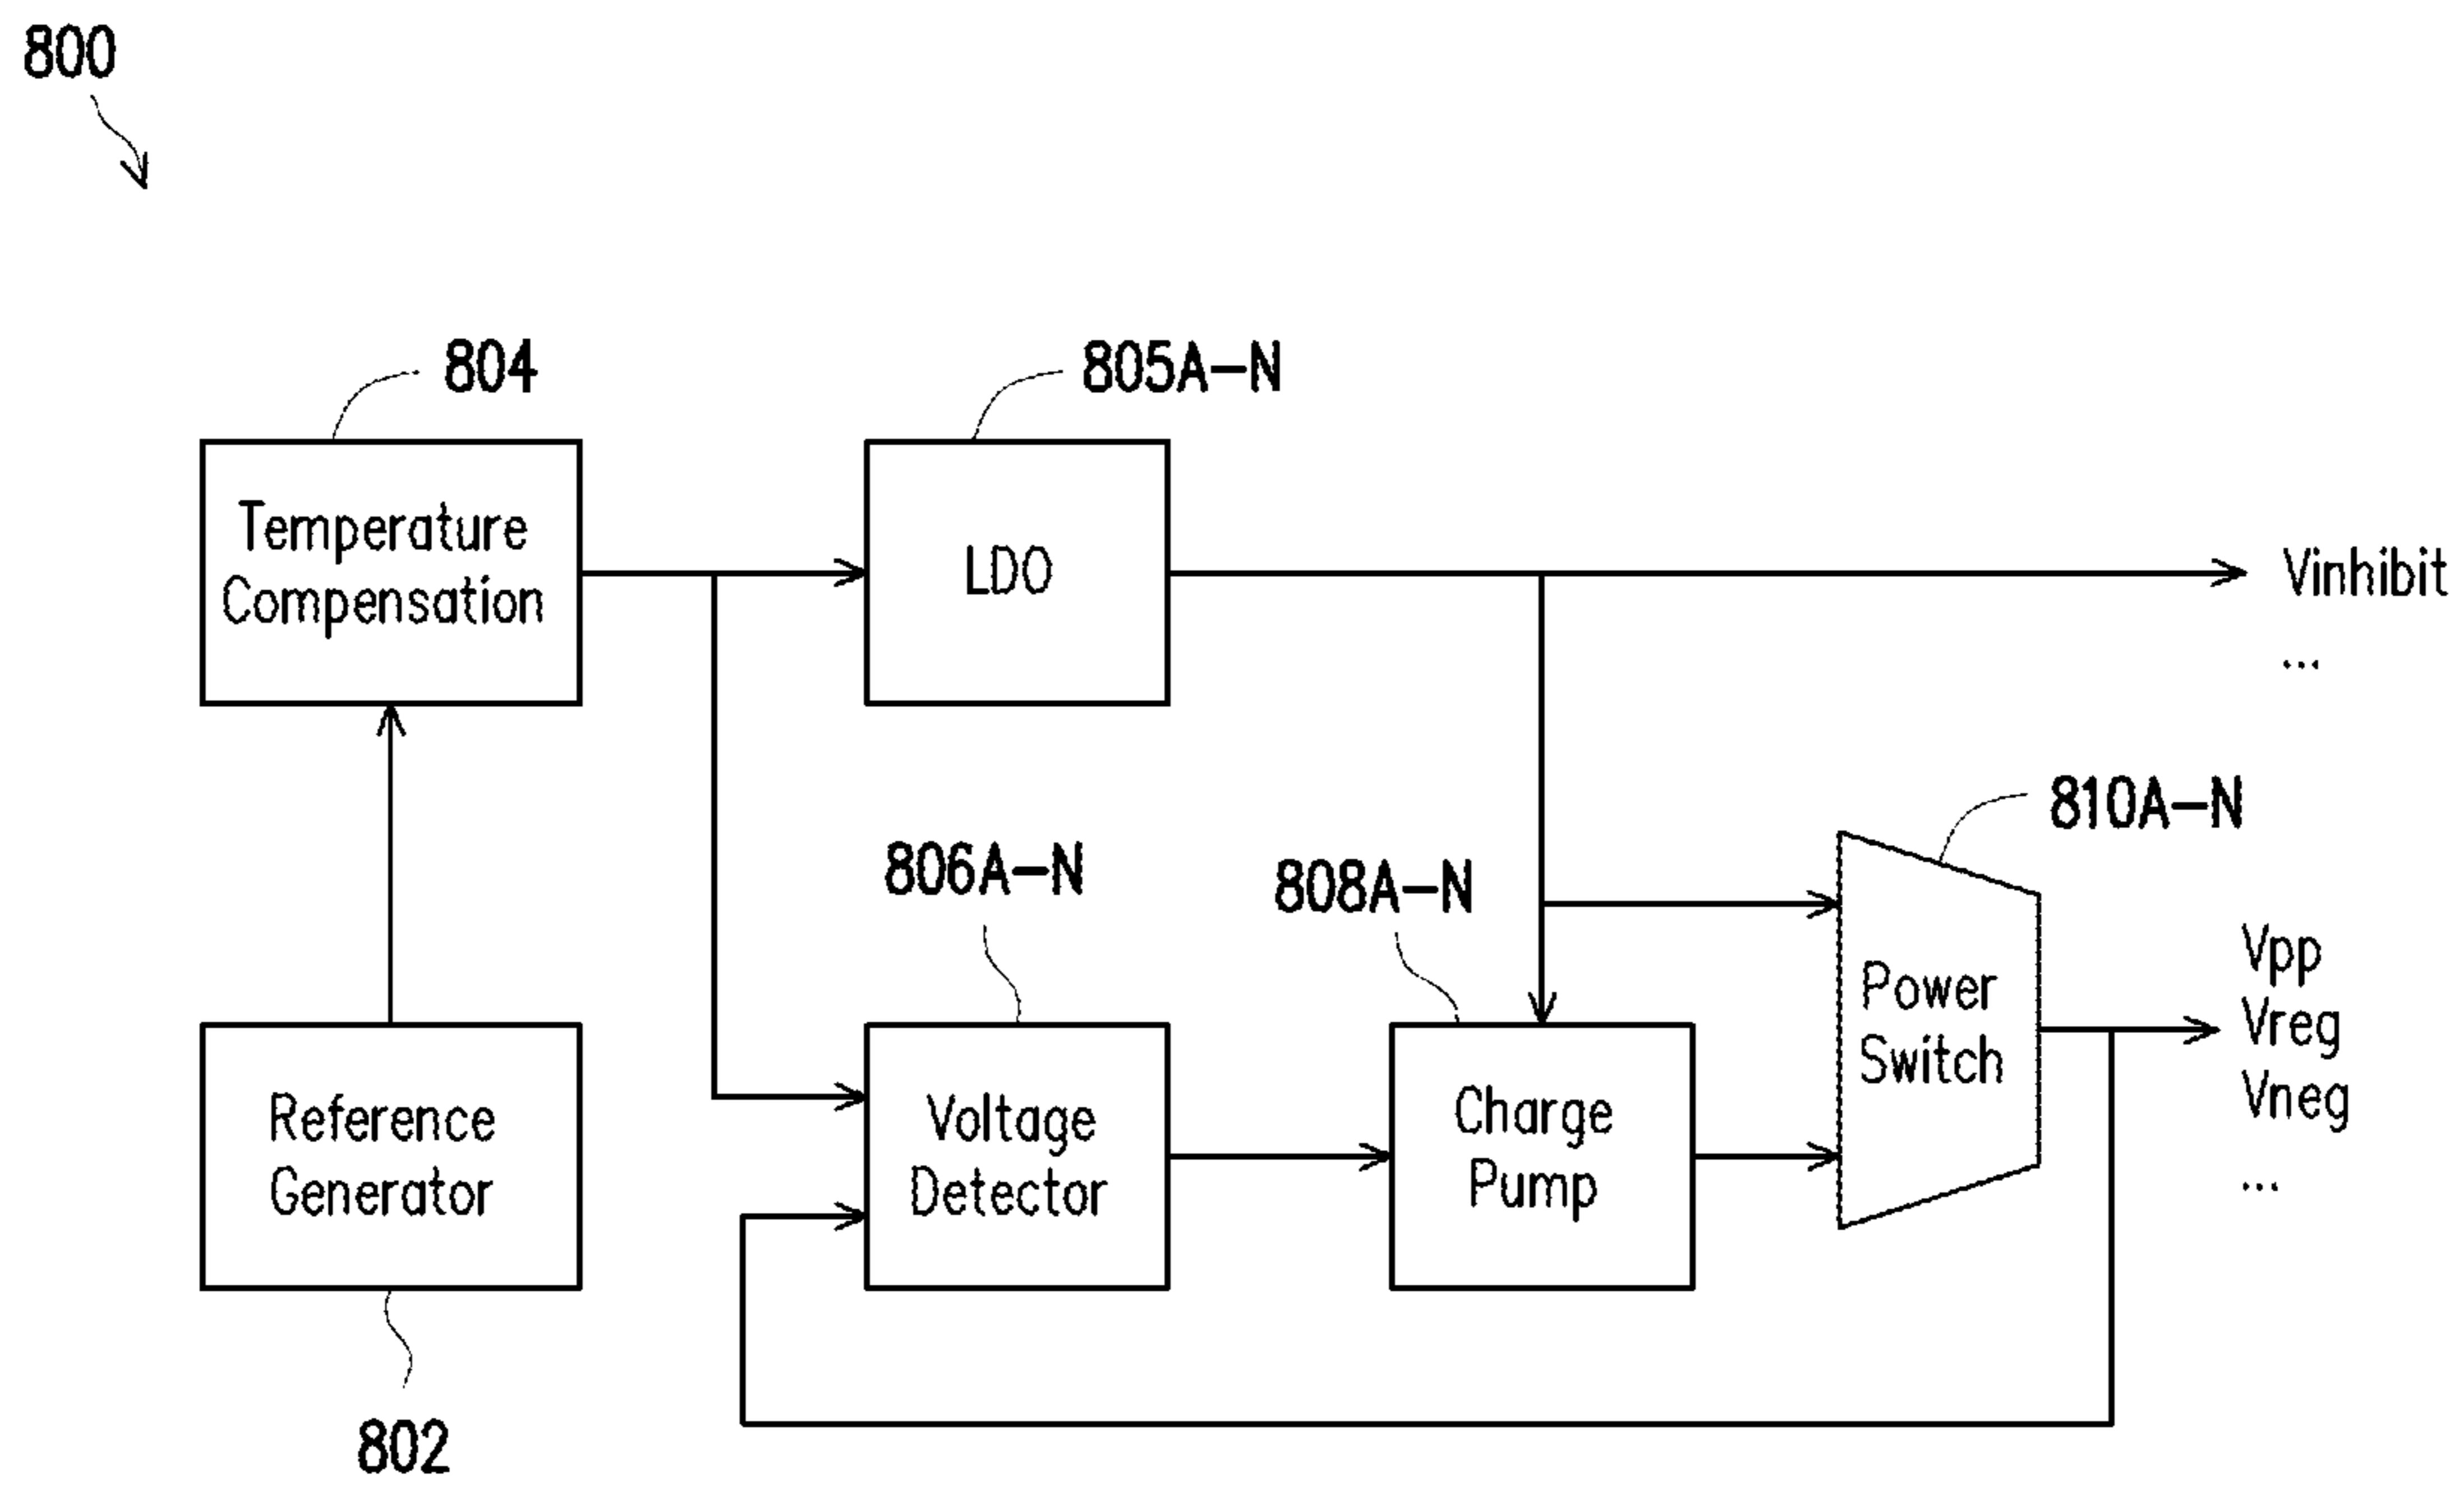 800
804
805A-N
Temperature
Compensation
LDO
Vinhibit
...
810A-N
806A-N
808A-N
Vpp
Power
Switch
Vreg
Vneg
...
Reference
Generator
Voltage
Detector
Charge
Pump
802